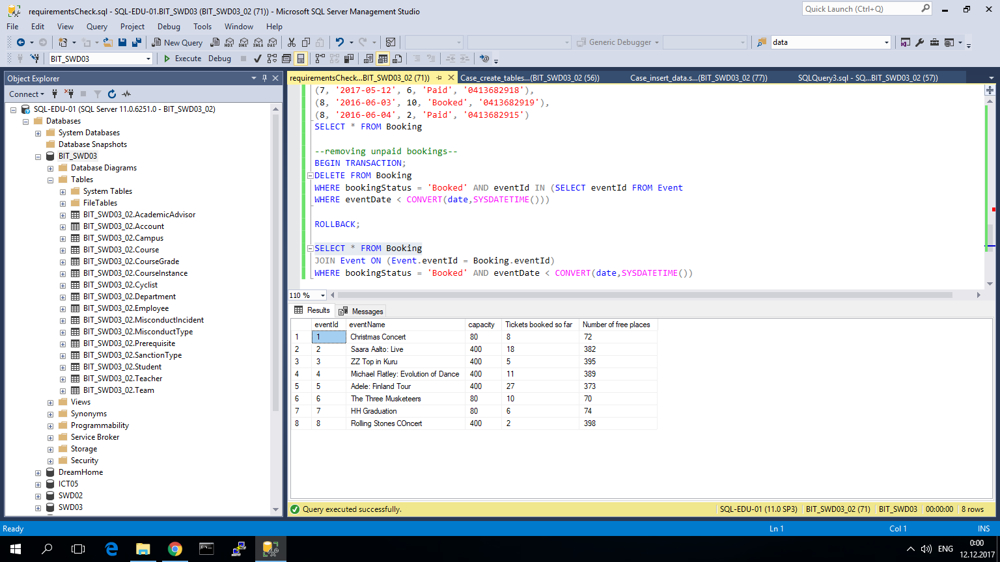 requirementsCheck.sql - SQL-EDU-01.BIT_SWD03 (BIT_SWD03_02 (71)) - Microsoft SQL Server Management Studio
Quick Launch (Ctrl+Q)
File Edit View Query Project Debug Tools Window Help
New Query
MDX DMX XMLA DAX
Generic Debugger
data
BIT_SWD03
Execute Debug
Object Explorer
Connect
SQL-EDU-01 (SQL Server 11.0.6251.0 - BIT_SWD03_02)
Databases
System Databases
Database Snapshots
BIT_SWD03
Database Diagrams
Tables
System Tables
FileTables
BIT_SWD03_02.AcademicAdvisor
BIT_SWD03_02.Account
BIT_SWD03_02.Campus
BIT_SWD03_02.Course
BIT_SWD03_02.CourseGrade
BIT_SWD03_02.CourseInstance
BIT_SWD03_02.Cyclist
BIT_SWD03_02.Department
BIT_SWD03_02.Employee
BIT_SWD03_02.MisconductIncident
BIT_SWD03_02.MisconductType
BIT_SWD03_02.Prerequisite
BIT_SWD03_02.SanctionType
BIT_SWD03_02.Student
BIT_SWD03_02.Teacher
BIT_SWD03_02.Team
Views
Synonyms
Programmability
Service Broker
Storage
Security
DreamHome
ICT05
SWD02
SWD03
requirementsCheck...BIT_SWD03_02 (71)) Case_create_tables...(BIT_SWD03_02 (56)) Case_insert_data.s...(BIT_SWD03_02 (77)) SQLQuery3.sql - SQ...BIT_SWD03_02 (57))
(7, '2017-05-12', 6, 'Paid', '0413682918'),
(8, '2016-06-03', 10, 'Booked', '0413682919'),
(8, '2016-06-04', 2, 'Paid', '0413682915')
SELECT * FROM Booking
--removing unpaid bookings--
BEGIN TRANSACTION;
DELETE FROM Booking
WHERE bookingStatus = 'Booked' AND eventId IN (SELECT eventId FROM Event
WHERE eventDate < CONVERT(date,SYSDATETIME()))
ROLLBACK;
SELECT * FROM Booking
JOIN Event ON (Event.eventId = Booking.eventId)
WHERE bookingStatus = 'Booked' AND eventDate < CONVERT(date,SYSDATETIME())
110 %
Results Messages
eventId eventName capacity Tickets booked so far Number of free places
1 1 Christmas Concert 80 8 72
2 2 Saara Aalto: Live 400 18 382
3 3 ZZ Top in Kuru 400 5 395
4 4 Michael Flatley: Evolution of Dance 400 11 389
5 5 Adele: Finland Tour 400 27 373
6 6 The Three Musketeers 80 10 70
7 7 HH Graduation 80 6 74
8 8 Rolling Stones COncert 400 2 398
Query executed successfully. SQL-EDU-01 (11.0 SP3) BIT_SWD03_02 (71) BIT_SWD03 00:00:00 8 rows
Ready Ln 1 Col 1 INS
ENG
0:00
12.12.2017